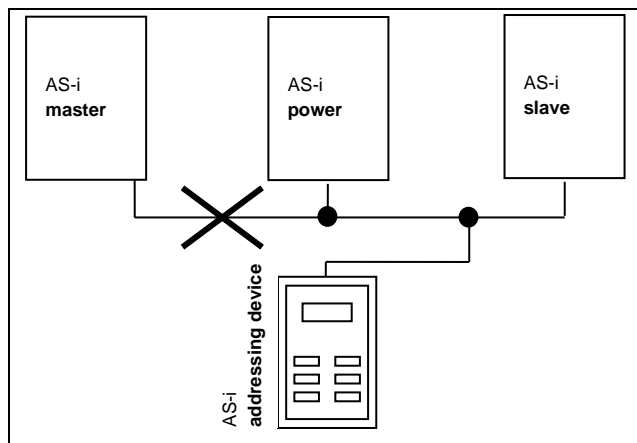 AS-i
master
AS-i
power
AS-i
slave
AS-i
addressing device